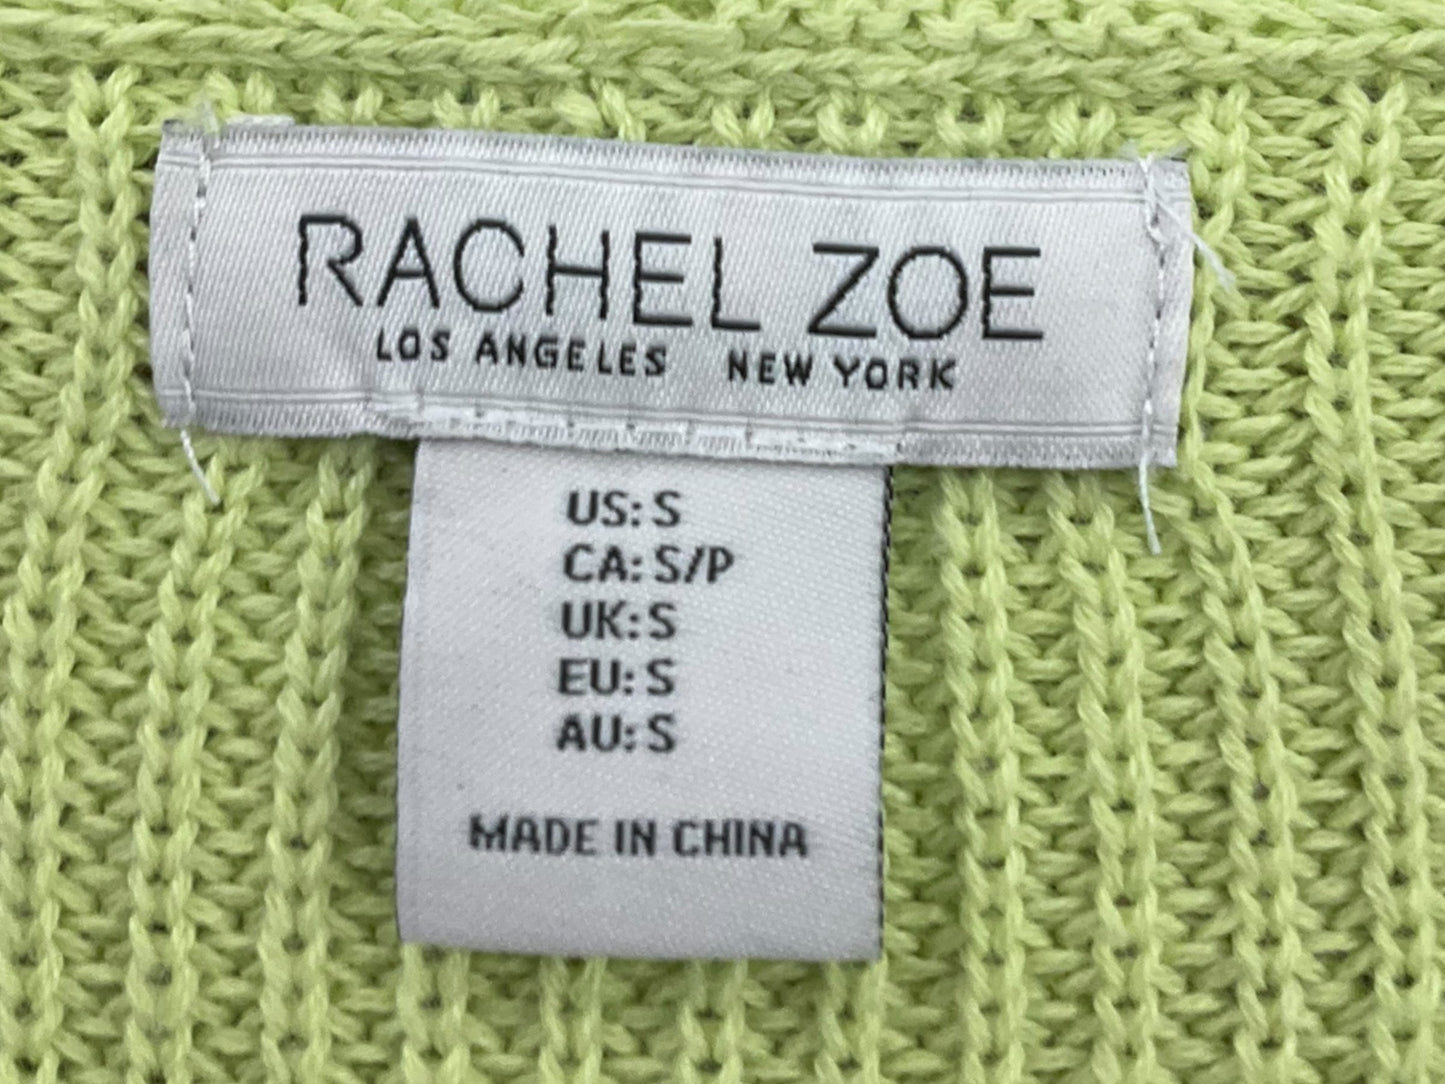 RACHEL ZOE
LOS ANGELES NEW YORK
US: S
CA: S/P
UK: S
EU: S
AU: S
MADE IN CHINA